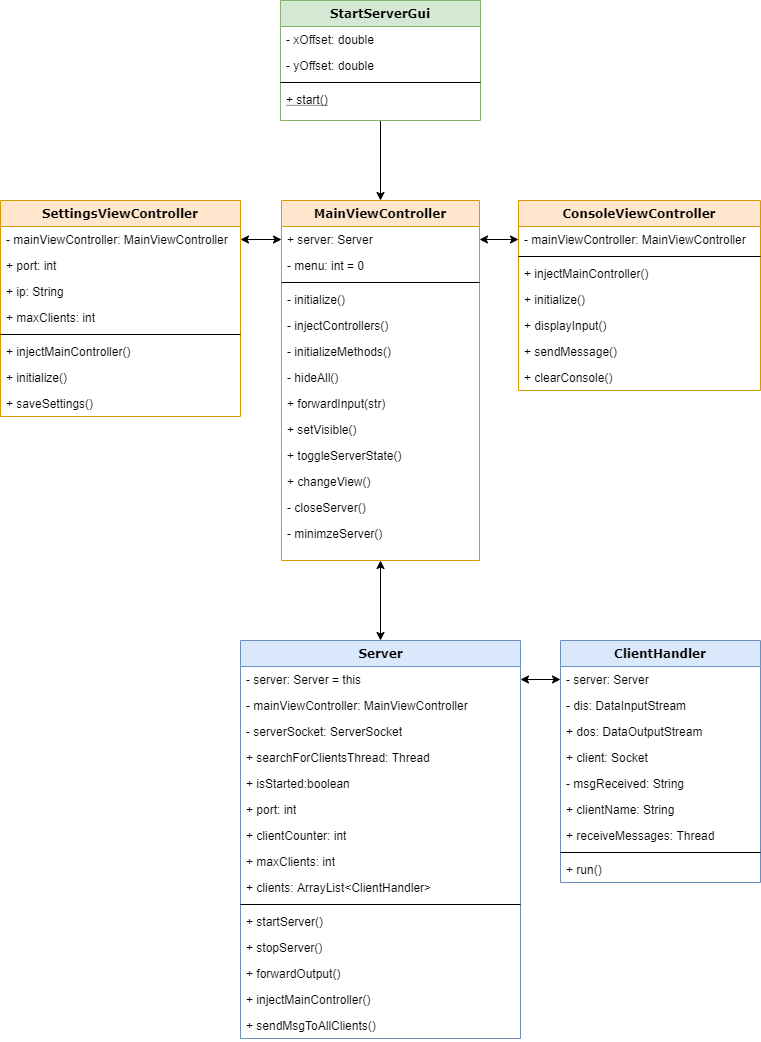 StartServerGui
- xOffset: double
- yOffset: double
+ start()
SettingsViewController
- mainViewController: MainViewController
+ port: int
+ ip: String
+ maxClients: int
+ injectMainController()
+ initialize()
+ saveSettings()
MainViewController
+ server: Server
- menu: int = 0
- initialize()
- injectControllers()
- initializeMethods()
- hideAll()
+ forwardInput(str)
+ setVisible()
+ toggleServerState()
+ changeView()
- closeServer()
- minimzeServer()
ConsoleViewController
- mainViewController: MainViewController
+ injectMainController()
+ initialize()
+ displayInput()
+ sendMessage()
+ clearConsole()
Server
- server: Server = this
- mainViewController: MainViewController
- serverSocket: ServerSocket
+ searchForClientsThread: Thread
+ isStarted:boolean
+ port: int
+ clientCounter: int
+ maxClients: int
+ clients: ArrayList<ClientHandler>
+ startServer()
+ stopServer()
+ forwardOutput()
+ injectMainController()
+ sendMsgToAllClients()
ClientHandler
- server: Server
- dis: DataInputStream
+ dos: DataOutputStream
+ client: Socket
- msgReceived: String
+ clientName: String
+ receiveMessages: Thread
+ run()